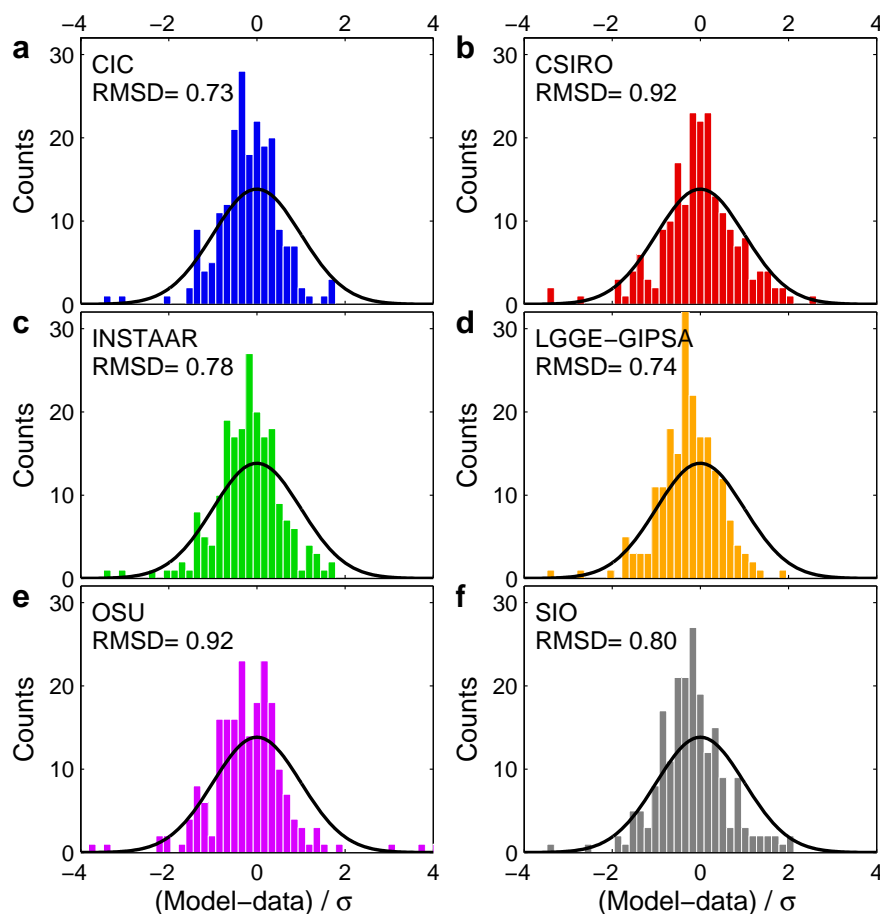 −4 −2 0 2 4 −4 −2 0 2 4
a
CIC
RMSD= 0.73
30
20
10
0
Counts
b
CSIRO
RMSD= 0.92
30
20
10
0
Counts
c
INSTAAR
RMSD= 0.78
30
20
10
0
Counts
d
LGGE−GIPSA
RMSD= 0.74
30
20
10
0
Counts
e
OSU
RMSD= 0.92
30
20
10
0
Counts
f
SIO
RMSD= 0.80
30
20
10
0
Counts
−4 −2 0 2 4 −4 −2 0 2 4
(Model−data) / σ (Model−data) / σ